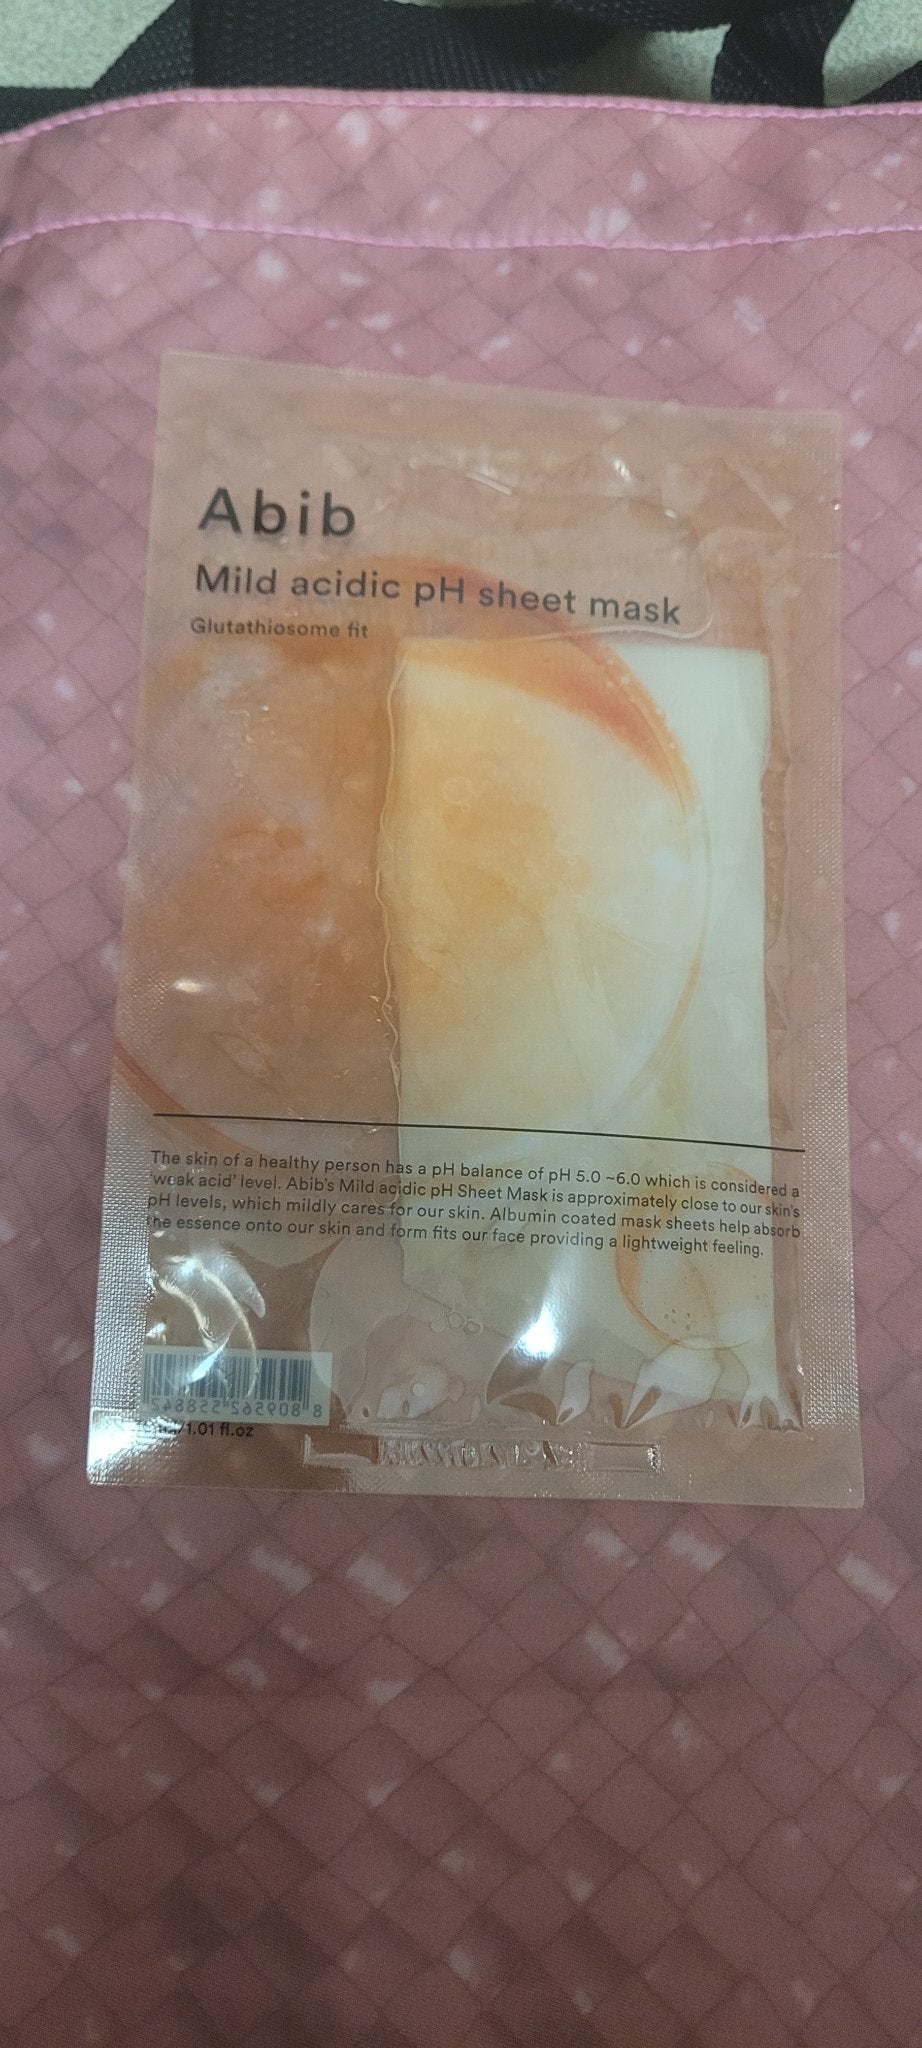 Abib
Mild acidic pH sheet mask
Glutathiosome fit
The skin of a healthy person has a pH balance of pH 5.0 ~6.0 which is considered a
'weak acid' level. Abib's Mild acidic pH Sheet Mask is approximately close to our skin's
pH levels, which mildly cares for our skin. Albumin coated mask sheets help absorb
the essence onto our skin and form fits our face providing a lightweight feeling.
8 809562 558842
/1.01 fl.oz